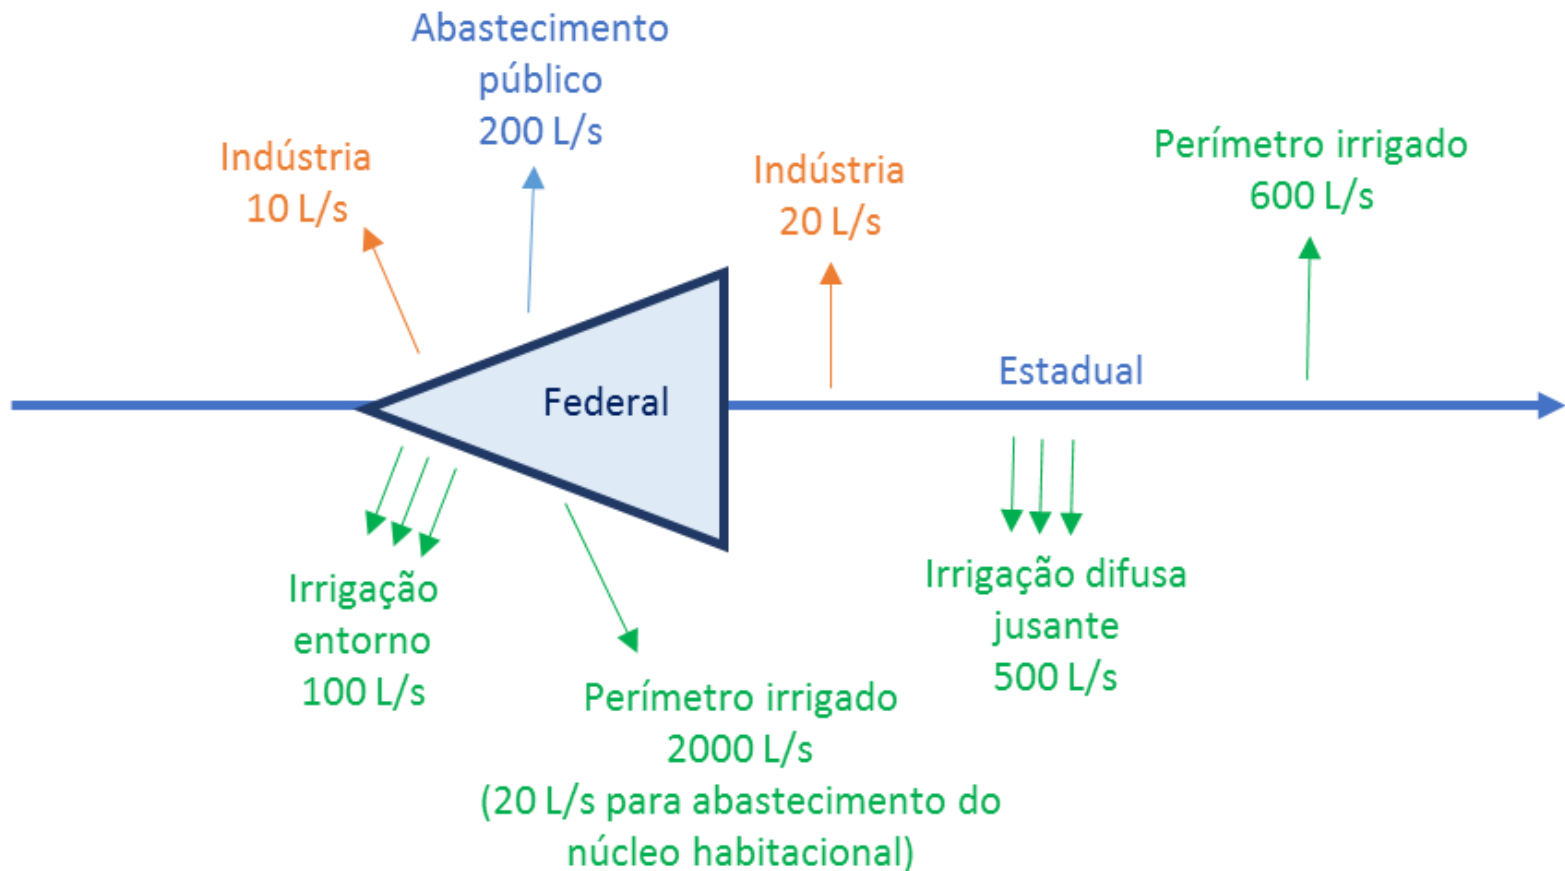 Abastecimento
público
200 L/s
Indústria
10 L/s
Indústria
20 L/s
Perímetro irrigado
600 L/s
Federal
Estadual
Irrigação
entorno
100 L/s
Perímetro irrigado
2000 L/s
(20 L/s para abastecimento do
núcleo habitacional)
Irrigação difusa
jusante
500 L/s